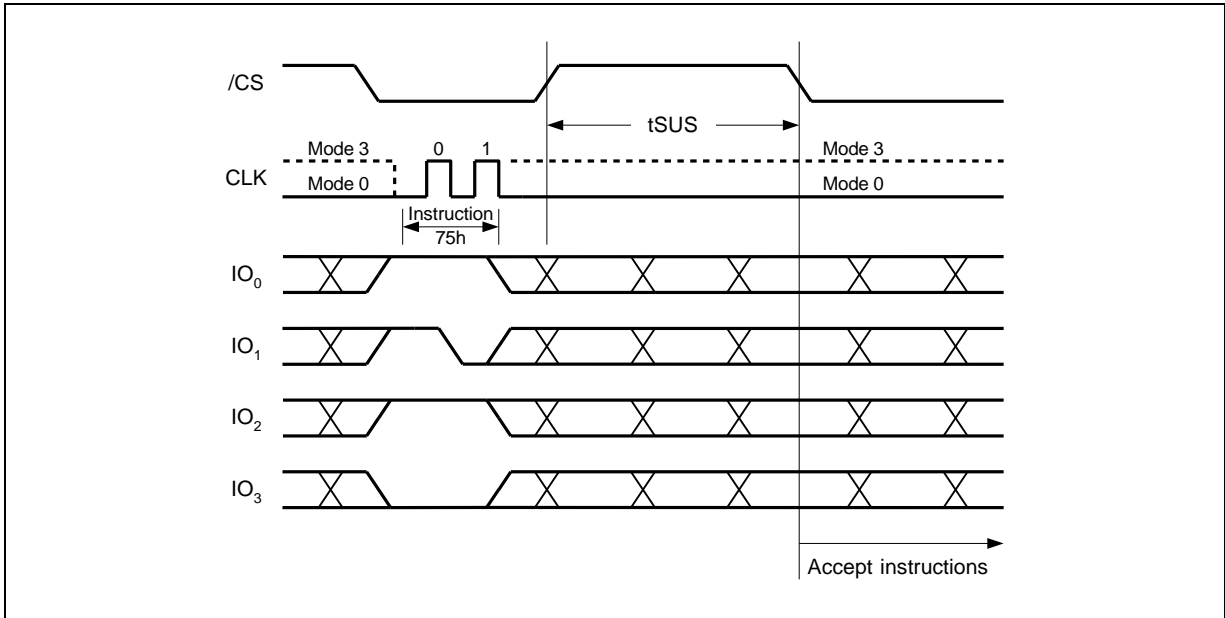 /CS
tSUS
Mode 3 0 1 Mode 3
CLK
Mode 0 Mode 0
Instruction
75h
IO0
IO1
IO2
IO3
Accept instructions